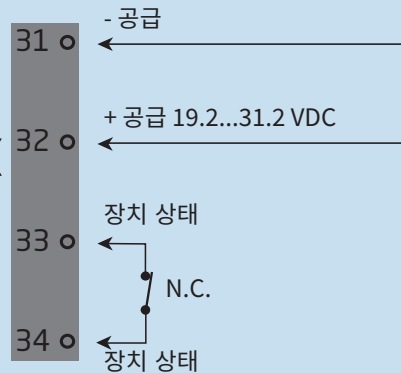 - 공급
31
+ 공급 19.2...31.2 VDC
32
장치 상태
33
N.C.
34
장치 상태